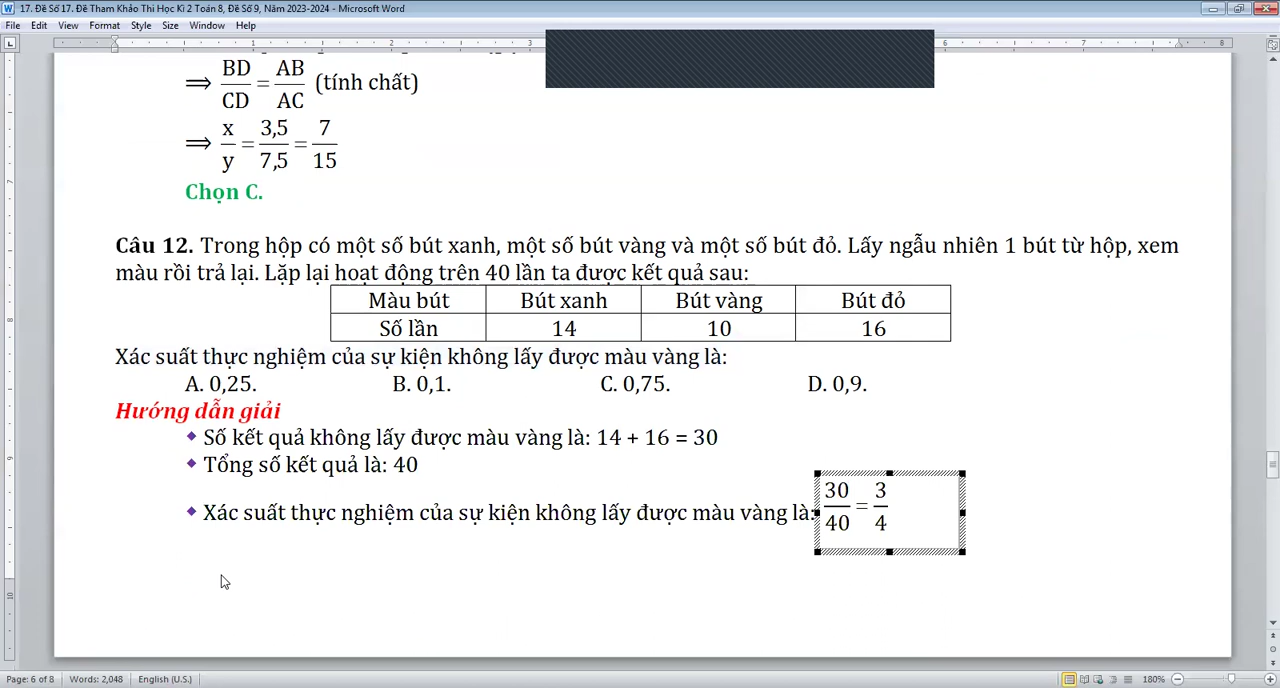 17. Đề Số 17. Đề Tham Khảo Thi Học Kì 2 Toán 8, Đề Số 9, Năm 2023-2024 - Microsoft Word
File Edit View Format Style Size Window Help
1 2 3 6 7 8
⟹ BD/CD = AB/AC (tính chất)
⟹ x/y = 3,5/7,5 = 7/15
Chọn C.
Câu 12. Trong hộp có một số bút xanh, một số bút vàng và một số bút đỏ. Lấy ngẫu nhiên 1 bút từ hộp, xem
màu rồi trả lại. Lặp lại hoạt động trên 40 lần ta được kết quả sau:
Màu bút Bút xanh Bút vàng Bút đỏ
Số lần 14 10 16
Xác suất thực nghiệm của sự kiện không lấy được màu vàng là:
A. 0,25. B. 0,1. C. 0,75. D. 0,9.
Hướng dẫn giải
Số kết quả không lấy được màu vàng là: 14 + 16 = 30
Tổng số kết quả là: 40
Xác suất thực nghiệm của sự kiện không lấy được màu vàng là: 30/40 = 3/4
Page: 6 of 8 Words: 2,048 English (U.S.) 180%